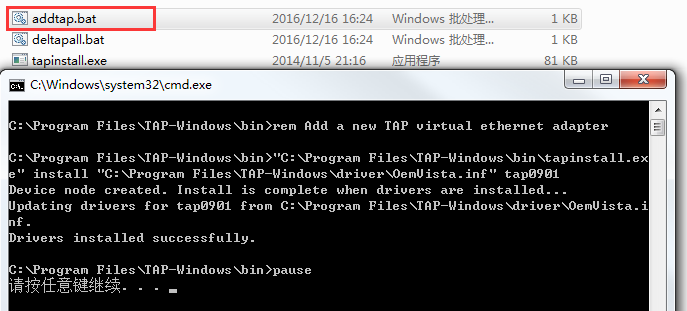 addtap.bat 2016/12/16 16:24 Windows 批处理... 1 KB
deltapall.bat 2016/12/16 16:24 Windows 批处理... 1 KB
tapinstall.exe 2014/11/5 21:16 应用程序 81 KB
C:\Windows\system32\cmd.exe
C:\Program Files\TAP-Windows\bin>rem Add a new TAP virtual ethernet adapter
C:\Program Files\TAP-Windows\bin>"C:\Program Files\TAP-Windows\bin\tapinstall.ex
e" install "C:\Program Files\TAP-Windows\driver\OemVista.inf" tap0901
Device node created. Install is complete when drivers are installed...
Updating drivers for tap0901 from C:\Program Files\TAP-Windows\driver\OemVista.i
nf.
Drivers installed successfully.
C:\Program Files\TAP-Windows\bin>pause
请按任意键继续. . .